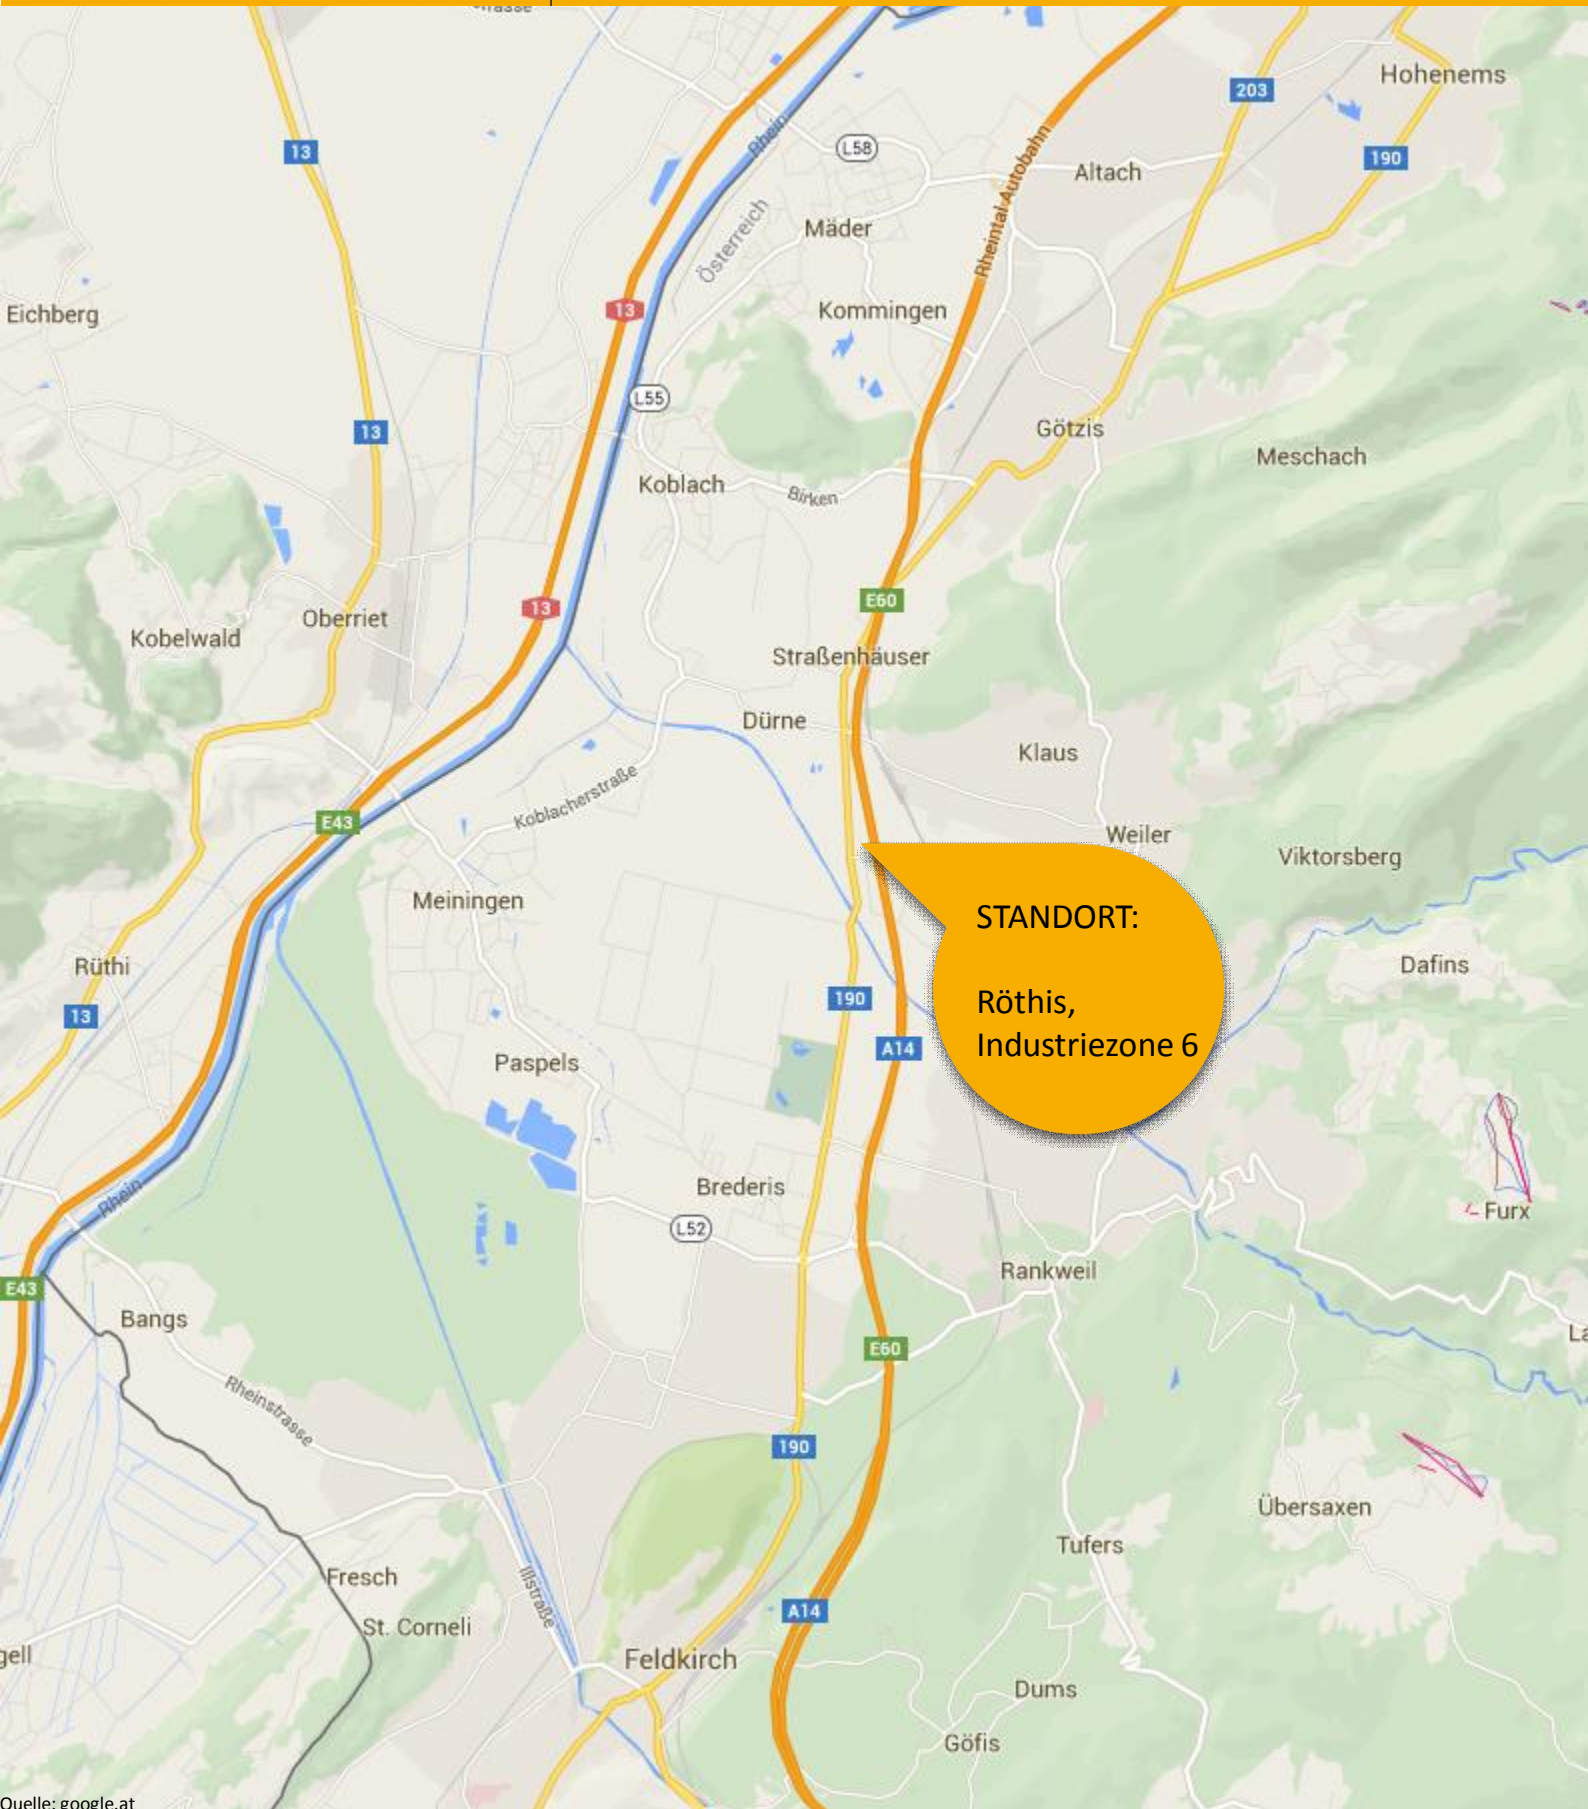 Hohenems
203
13
Rhein
L58
190
Altach
Rheintal Autobahn
Mäder
Österreich
Eichberg
13
Kommingen
L55
13
Götzis
Meschach
Koblach
Birken
E60
13
Oberriet
Kobelwald
Straßenhäuser
Dürne
Klaus
Koblacherstraße
E43
Weiler
Viktorsberg
Meiningen
STANDORT:
Röthis,
Industriezone 6
Rüthi
Dafins
13
190
A14
Paspels
Brederis
Rhein
L52
Furx
Rankweil
E43
Bangs
E60
Rheinstrasse
190
Übersaxen
Tufers
Fresch
Illstraße
A14
St. Corneli
Feldkirch
Dums
Göfis
Quelle: google.at